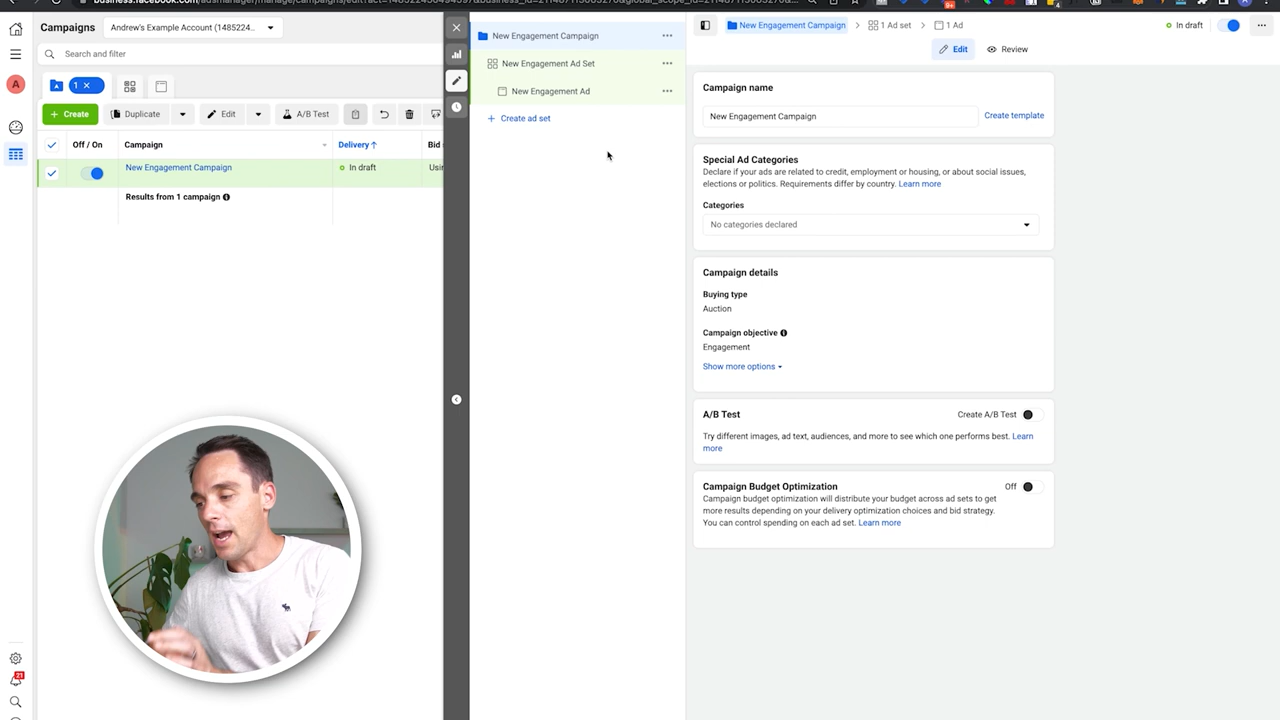 Campaigns
Andrew's Example Account (1485224..
Search and filter
1 ×
+ Create
Duplicate
Edit
A/B Test
Off / On
Campaign
Delivery↑
Bid
New Engagement Campaign
In draft
Usin
Results from 1 campaign
A
21
New Engagement Campaign
New Engagement Ad Set
New Engagement Ad
+ Create ad set
New Engagement Campaign > 1 Ad set > 1 Ad
In draft
Edit
Review
Campaign name
New Engagement Campaign
Create template
Special Ad Categories
Declare if your ads are related to credit, employment or housing, or about social issues,
elections or politics. Requirements differ by country. Learn more
Categories
No categories declared
Campaign details
Buying type
Auction
Campaign objective
Engagement
Show more options
A/B Test
Create A/B Test
Try different images, ad text, audiences, and more to see which one performs best. Learn
more
Campaign Budget Optimization
Off
Campaign budget optimization will distribute your budget across ad sets to get
more results depending on your delivery optimization choices and bid strategy.
You can control spending on each ad set. Learn more